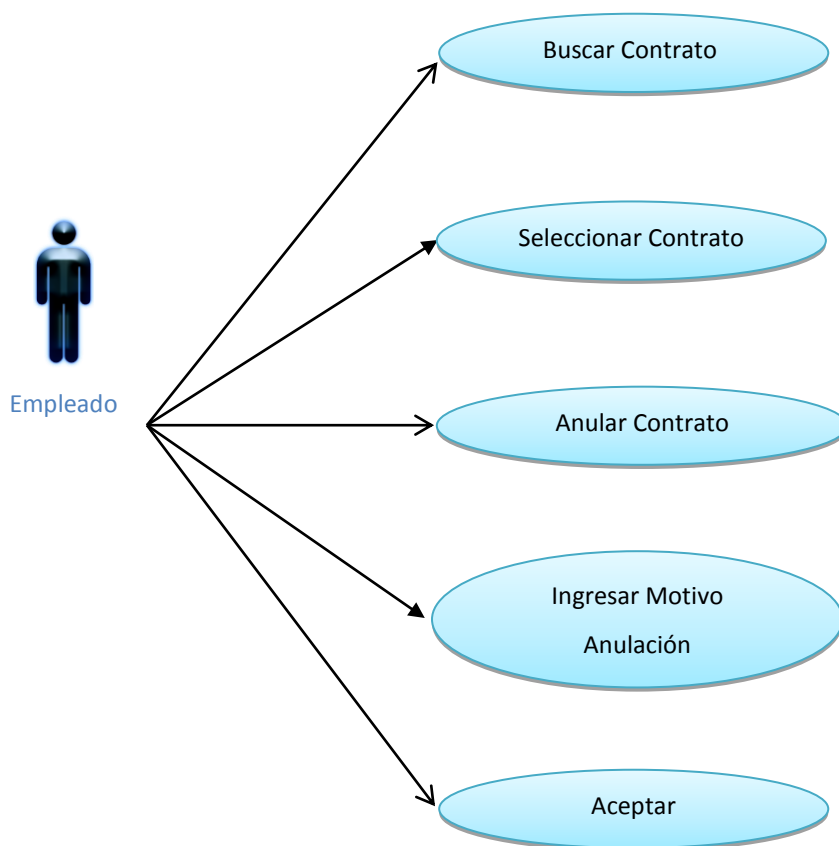 Buscar Contrato
Seleccionar Contrato
Empleado
Anular Contrato
Ingresar Motivo
Anulación
Aceptar